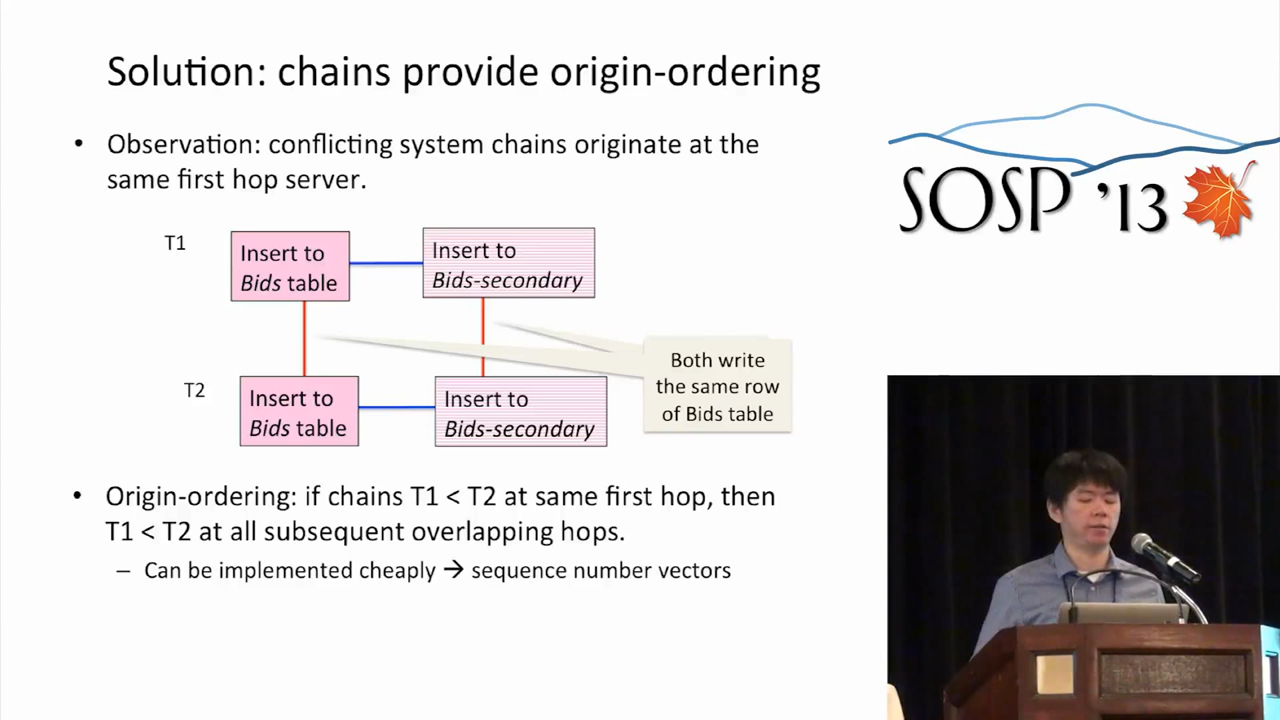 Solution: chains provide origin-ordering
• Observation: conflicting system chains originate at the
same first hop server.
SOSP '13
T1
Insert to
Bids table
Insert to
Bids-secondary
Both write
the same row
of Bids table
T2
Insert to
Bids table
Insert to
Bids-secondary
• Origin-ordering: if chains T1 < T2 at same first hop, then
T1 < T2 at all subsequent overlapping hops.
– Can be implemented cheaply → sequence number vectors